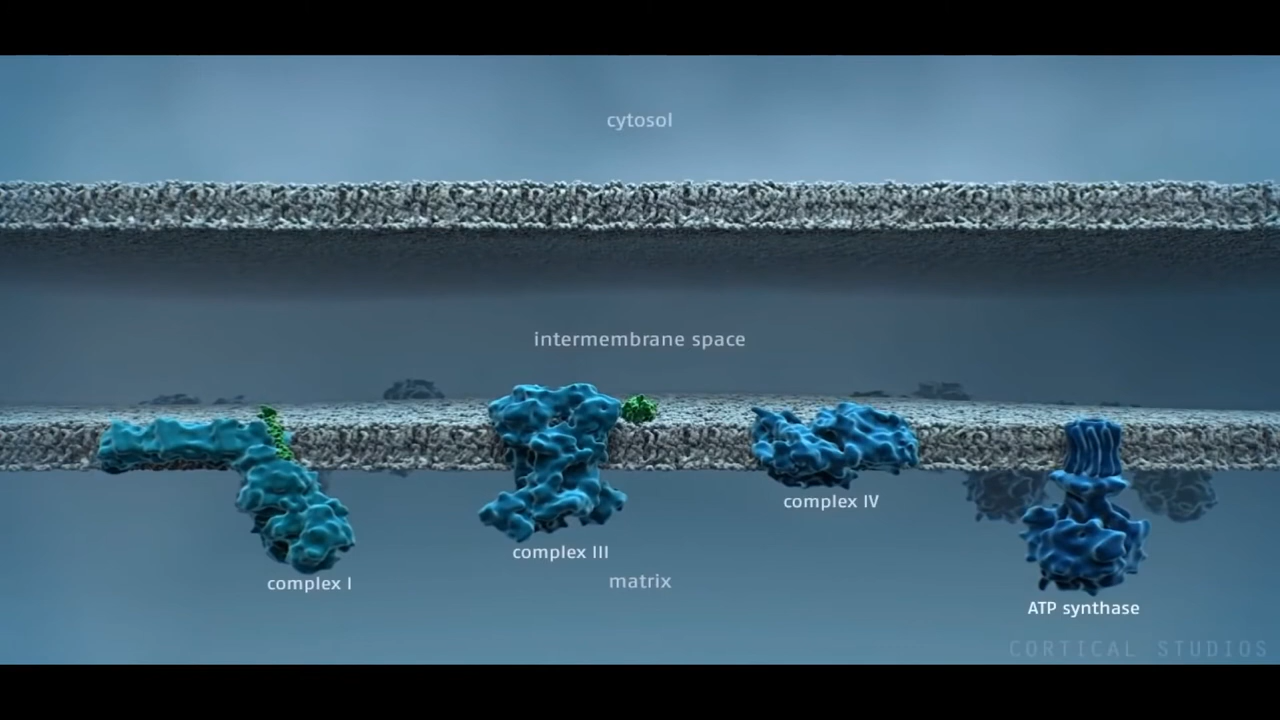 cytosol
intermembrane space
complex IV
complex III
complex I
matrix
ATP synthase
CORTICAL STUDIOS